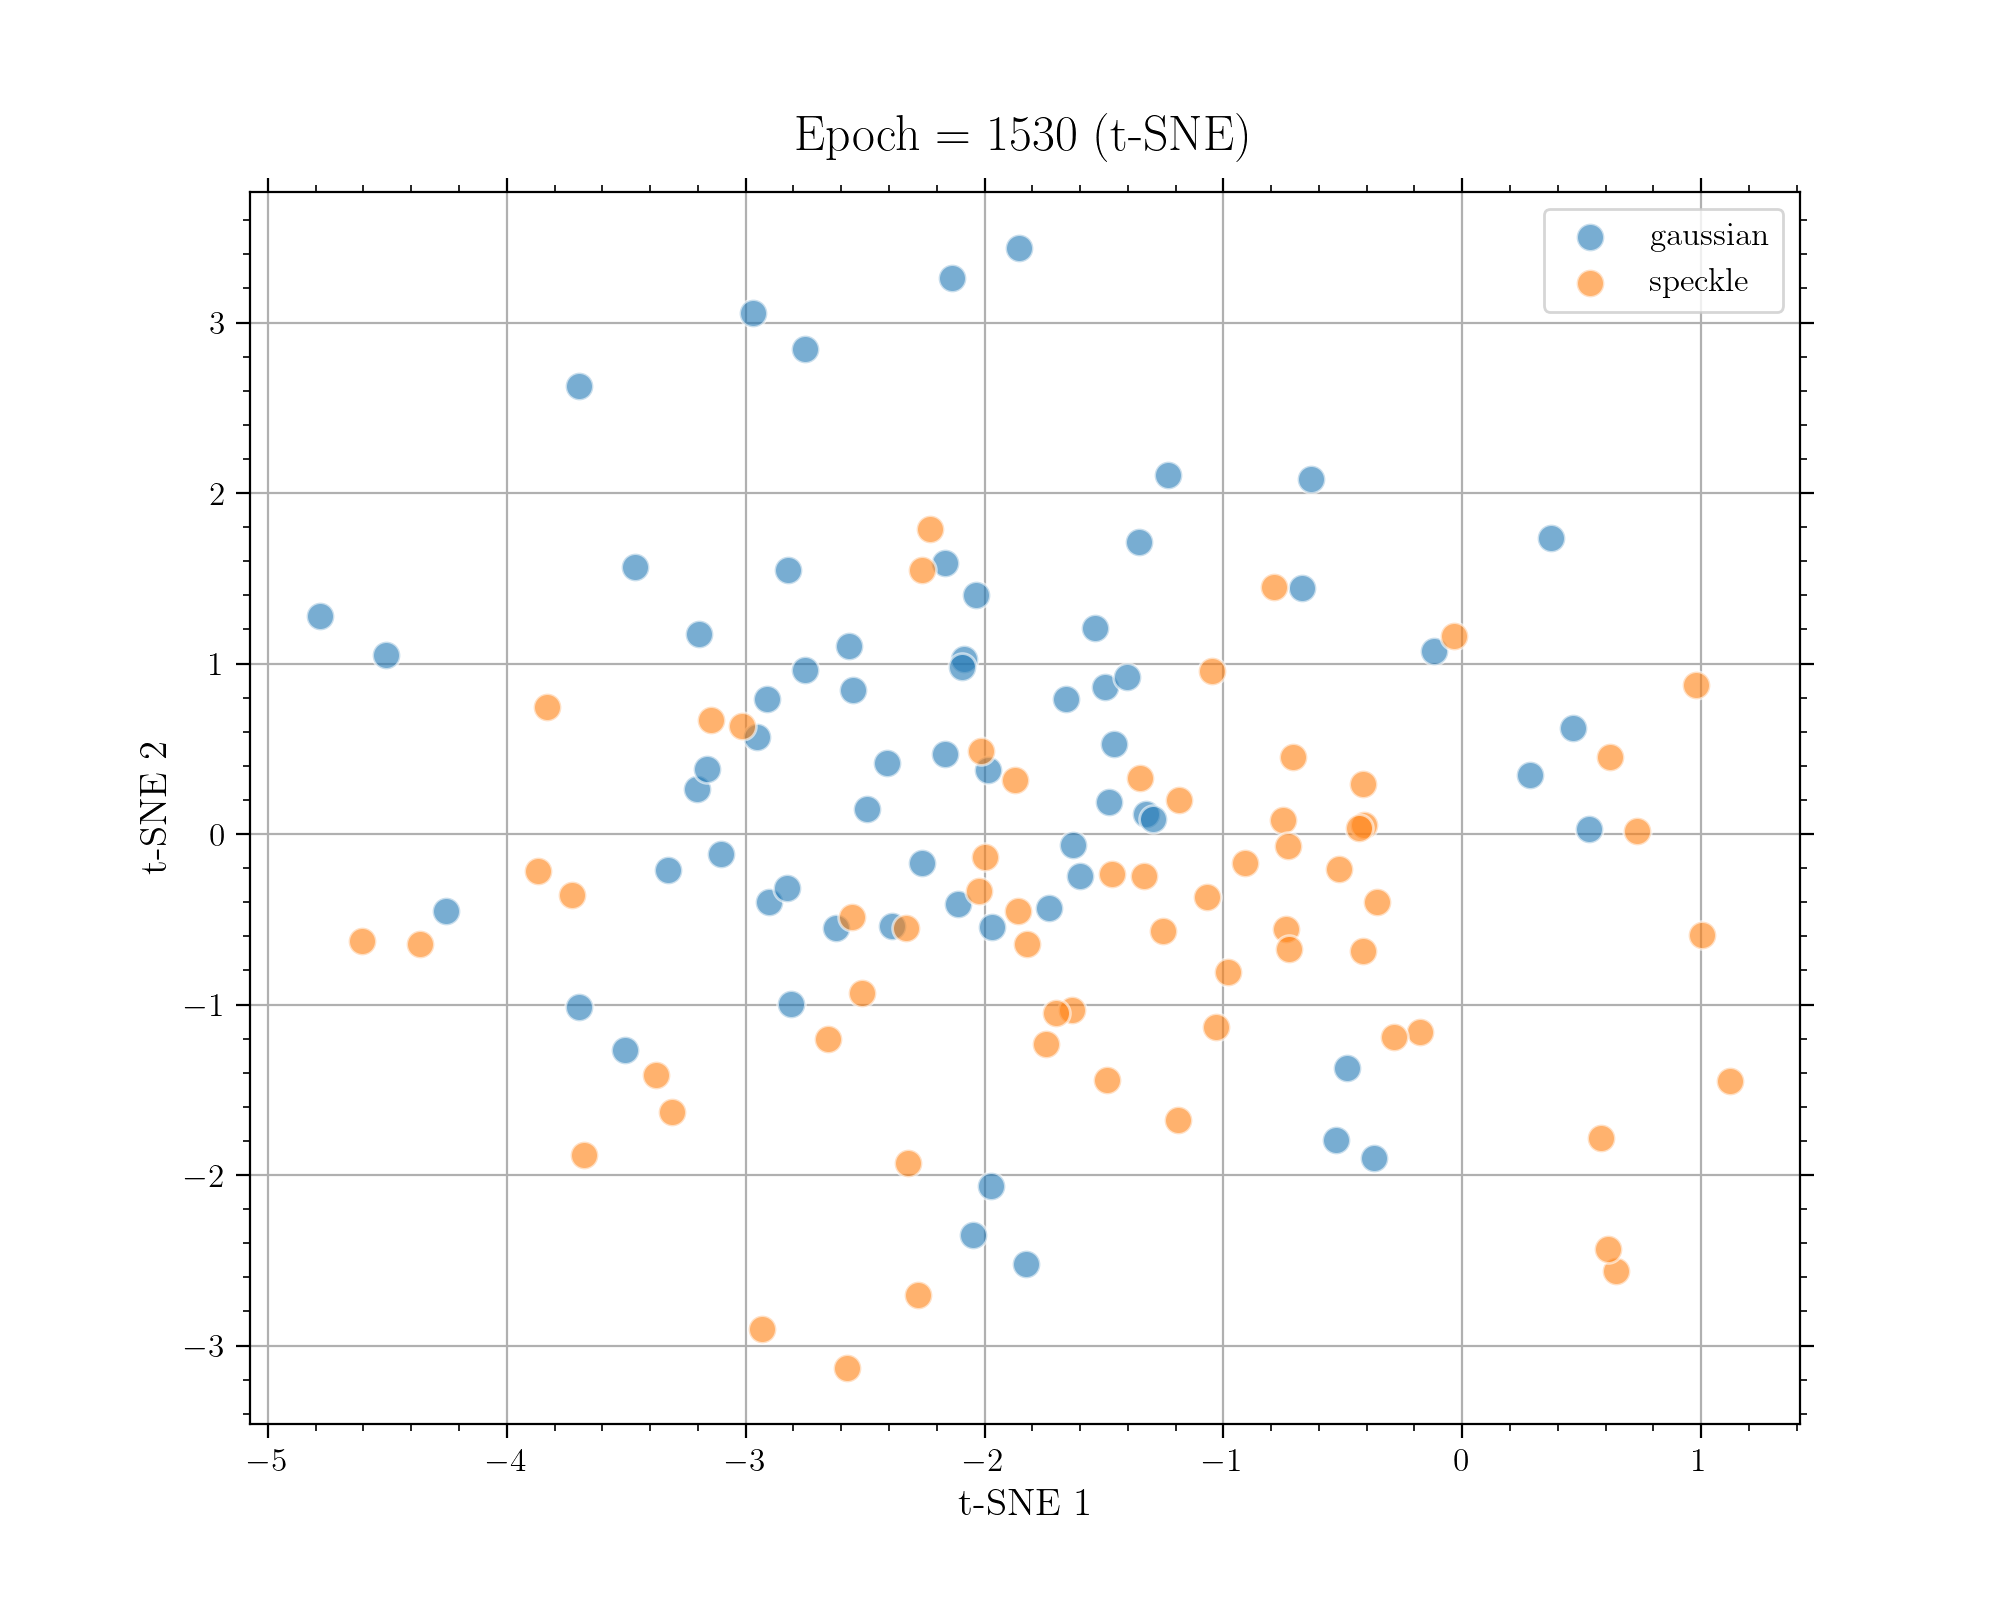 Epoch = 1530 (t-SNE)
gaussian
speckle
3
2
1
0
−1
−2
−3
t-SNE 2
−5 −4 −3 −2 −1 0 1
t-SNE 1